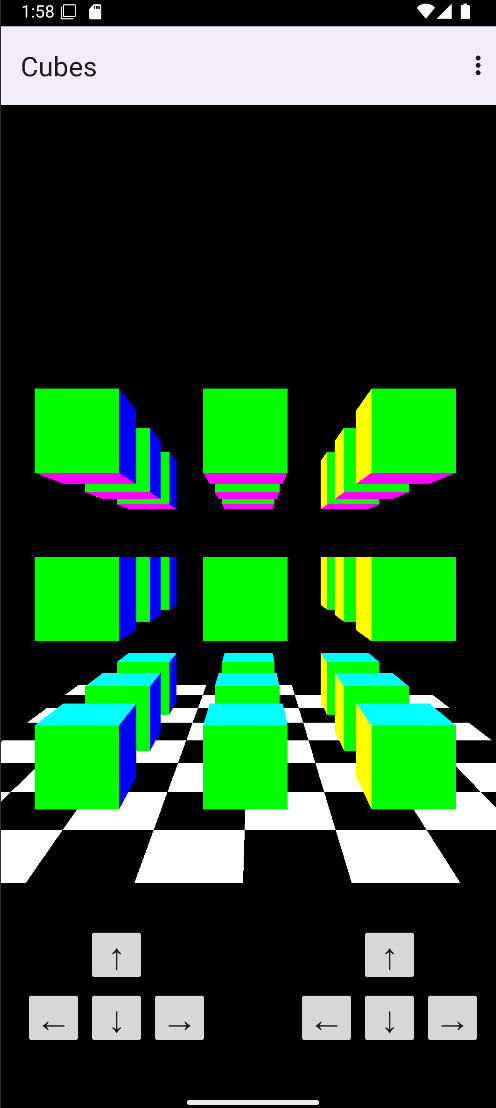 1:58
Cubes
↑ ↑
← ↓ → ← ↓ →